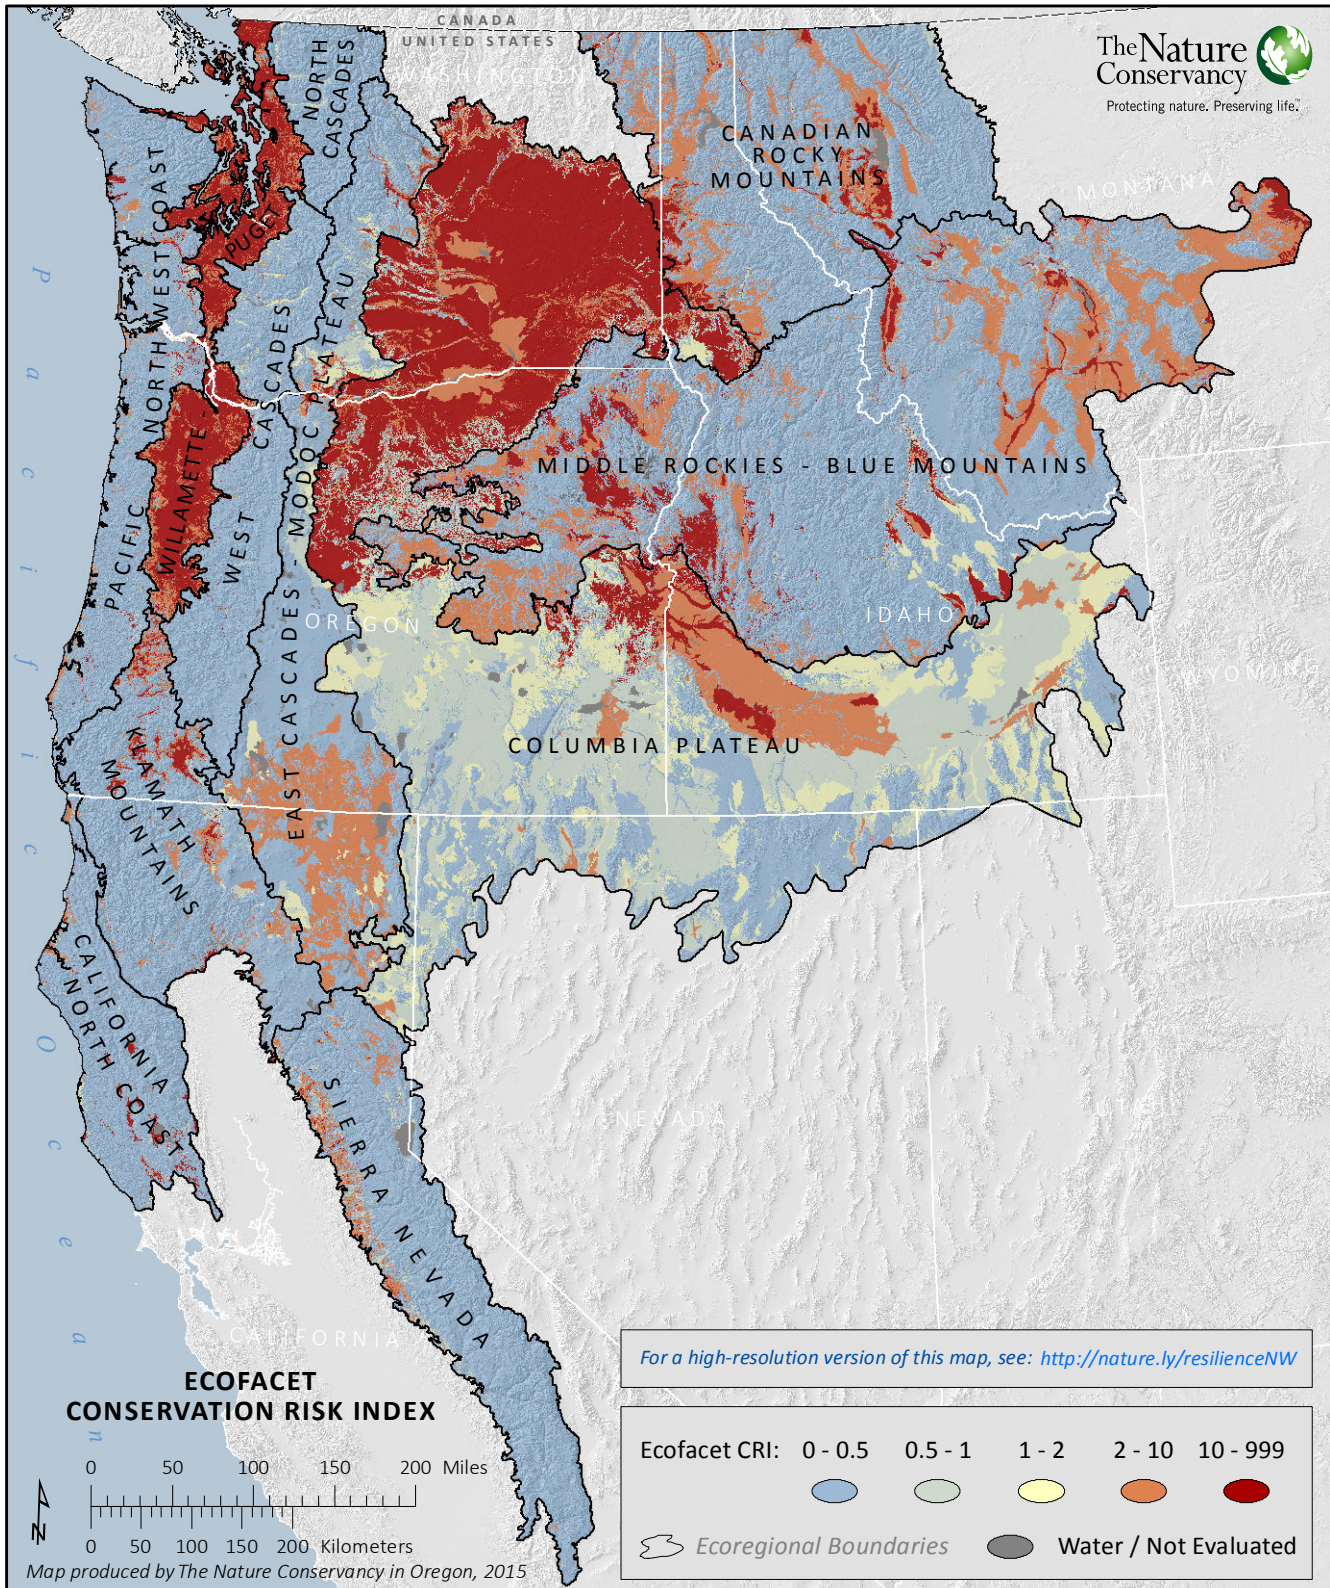 CANADA
UNITED STATES
WASHINGTON
The Nature
Conservancy
Protecting nature. Preserving life.™
NORTH
CASCADES
CANADIAN
ROCKY
MOUNTAINS
MONTANA
PUGET
WILLAMETTE -
PACIFIC NORTHWEST COAST
WEST CASCADES
EAST CASCADES MODOC PLATEAU
MIDDLE ROCKIES - BLUE MOUNTAINS
OREGON
IDAHO
WYOMING
COLUMBIA PLATEAU
KLAMATH
MOUNTAINS
CALIFORNIA
NORTH COAST
SIERRA NEVADA
NEVADA
CALIFORNIA
Pacific Ocean
ECOFACET
CONSERVATION RISK INDEX
0 50 100 150 200 Miles
0 50 100 150 200 Kilometers
N
Map produced by The Nature Conservancy in Oregon, 2015
For a high-resolution version of this map, see: http://nature.ly/resilienceNW
Ecofacet CRI: 0 - 0.5 0.5 - 1 1 - 2 2 - 10 10 - 999
Ecoregional Boundaries Water / Not Evaluated